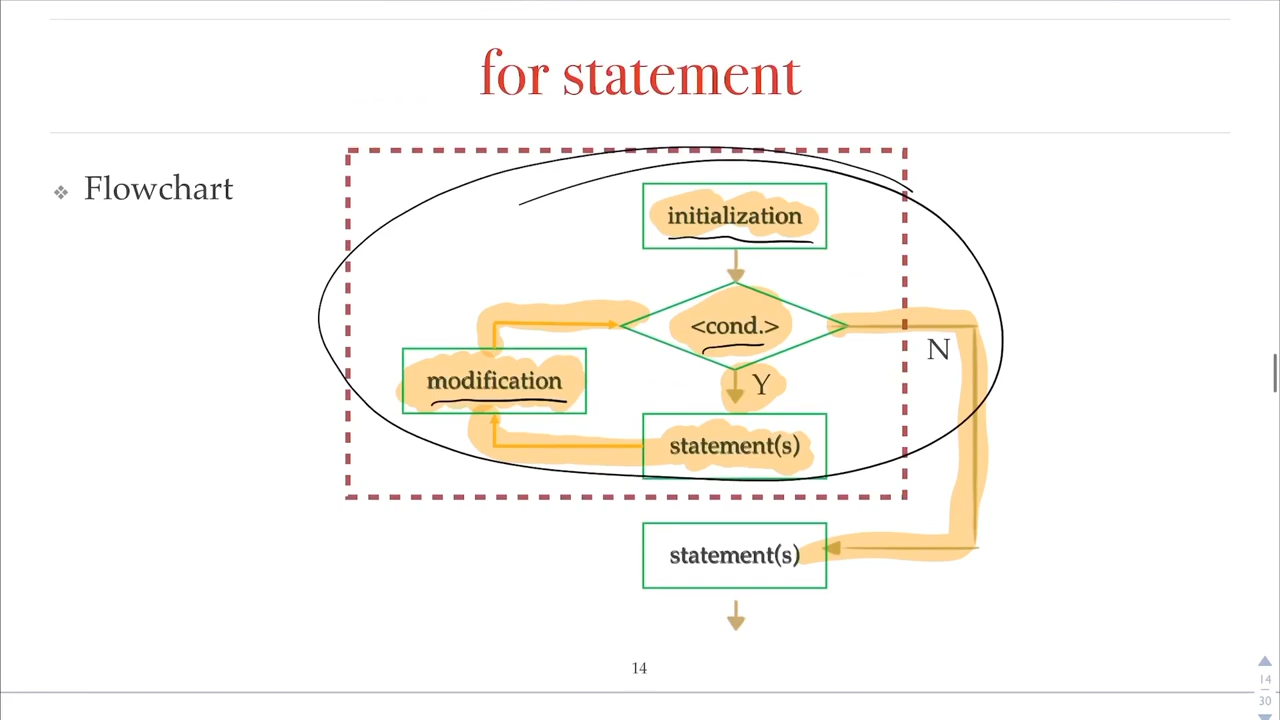 for statement
❖ Flowchart
initialization
<cond.>
N
modification
Y
statement(s)
statement(s)
14
14
30